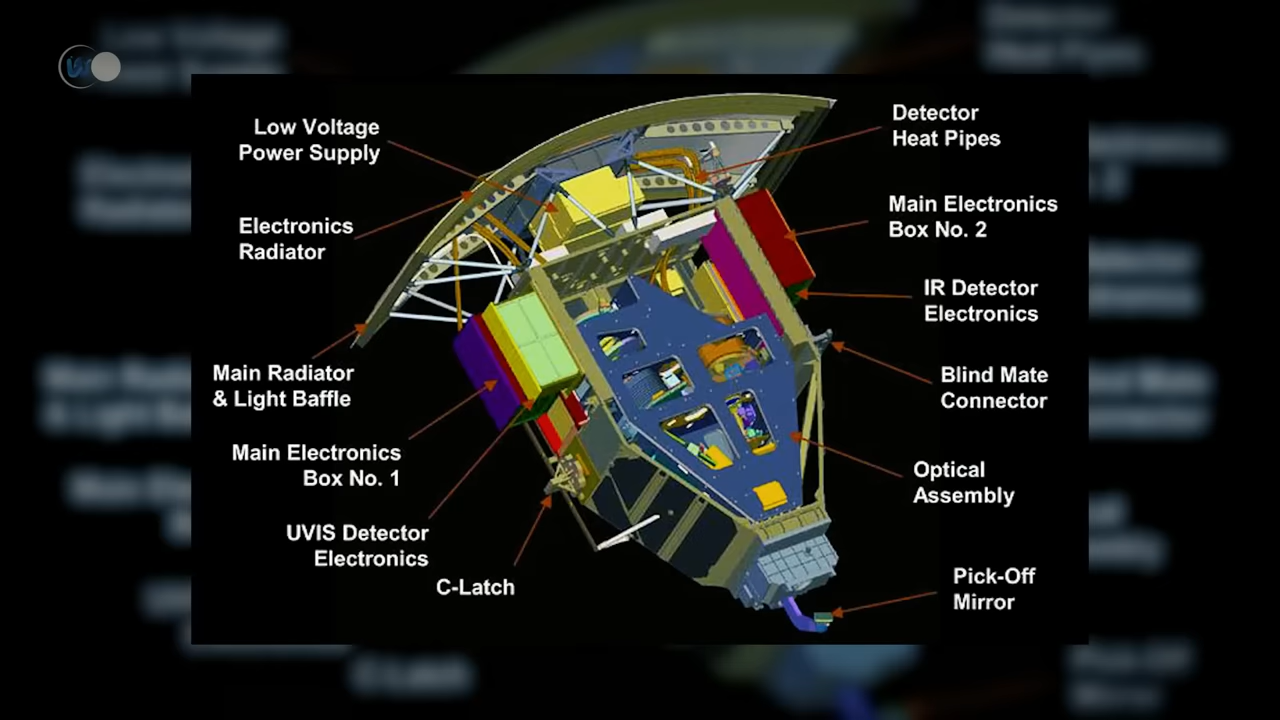 Low Voltage
Power Supply
Electronics
Radiator
Main Radiator
& Light Baffle
Main Electronics
Box No. 1
UVIS Detector
Electronics
C-Latch
Detector
Heat Pipes
Main Electronics
Box No. 2
IR Detector
Electronics
Blind Mate
Connector
Optical
Assembly
Pick-Off
Mirror